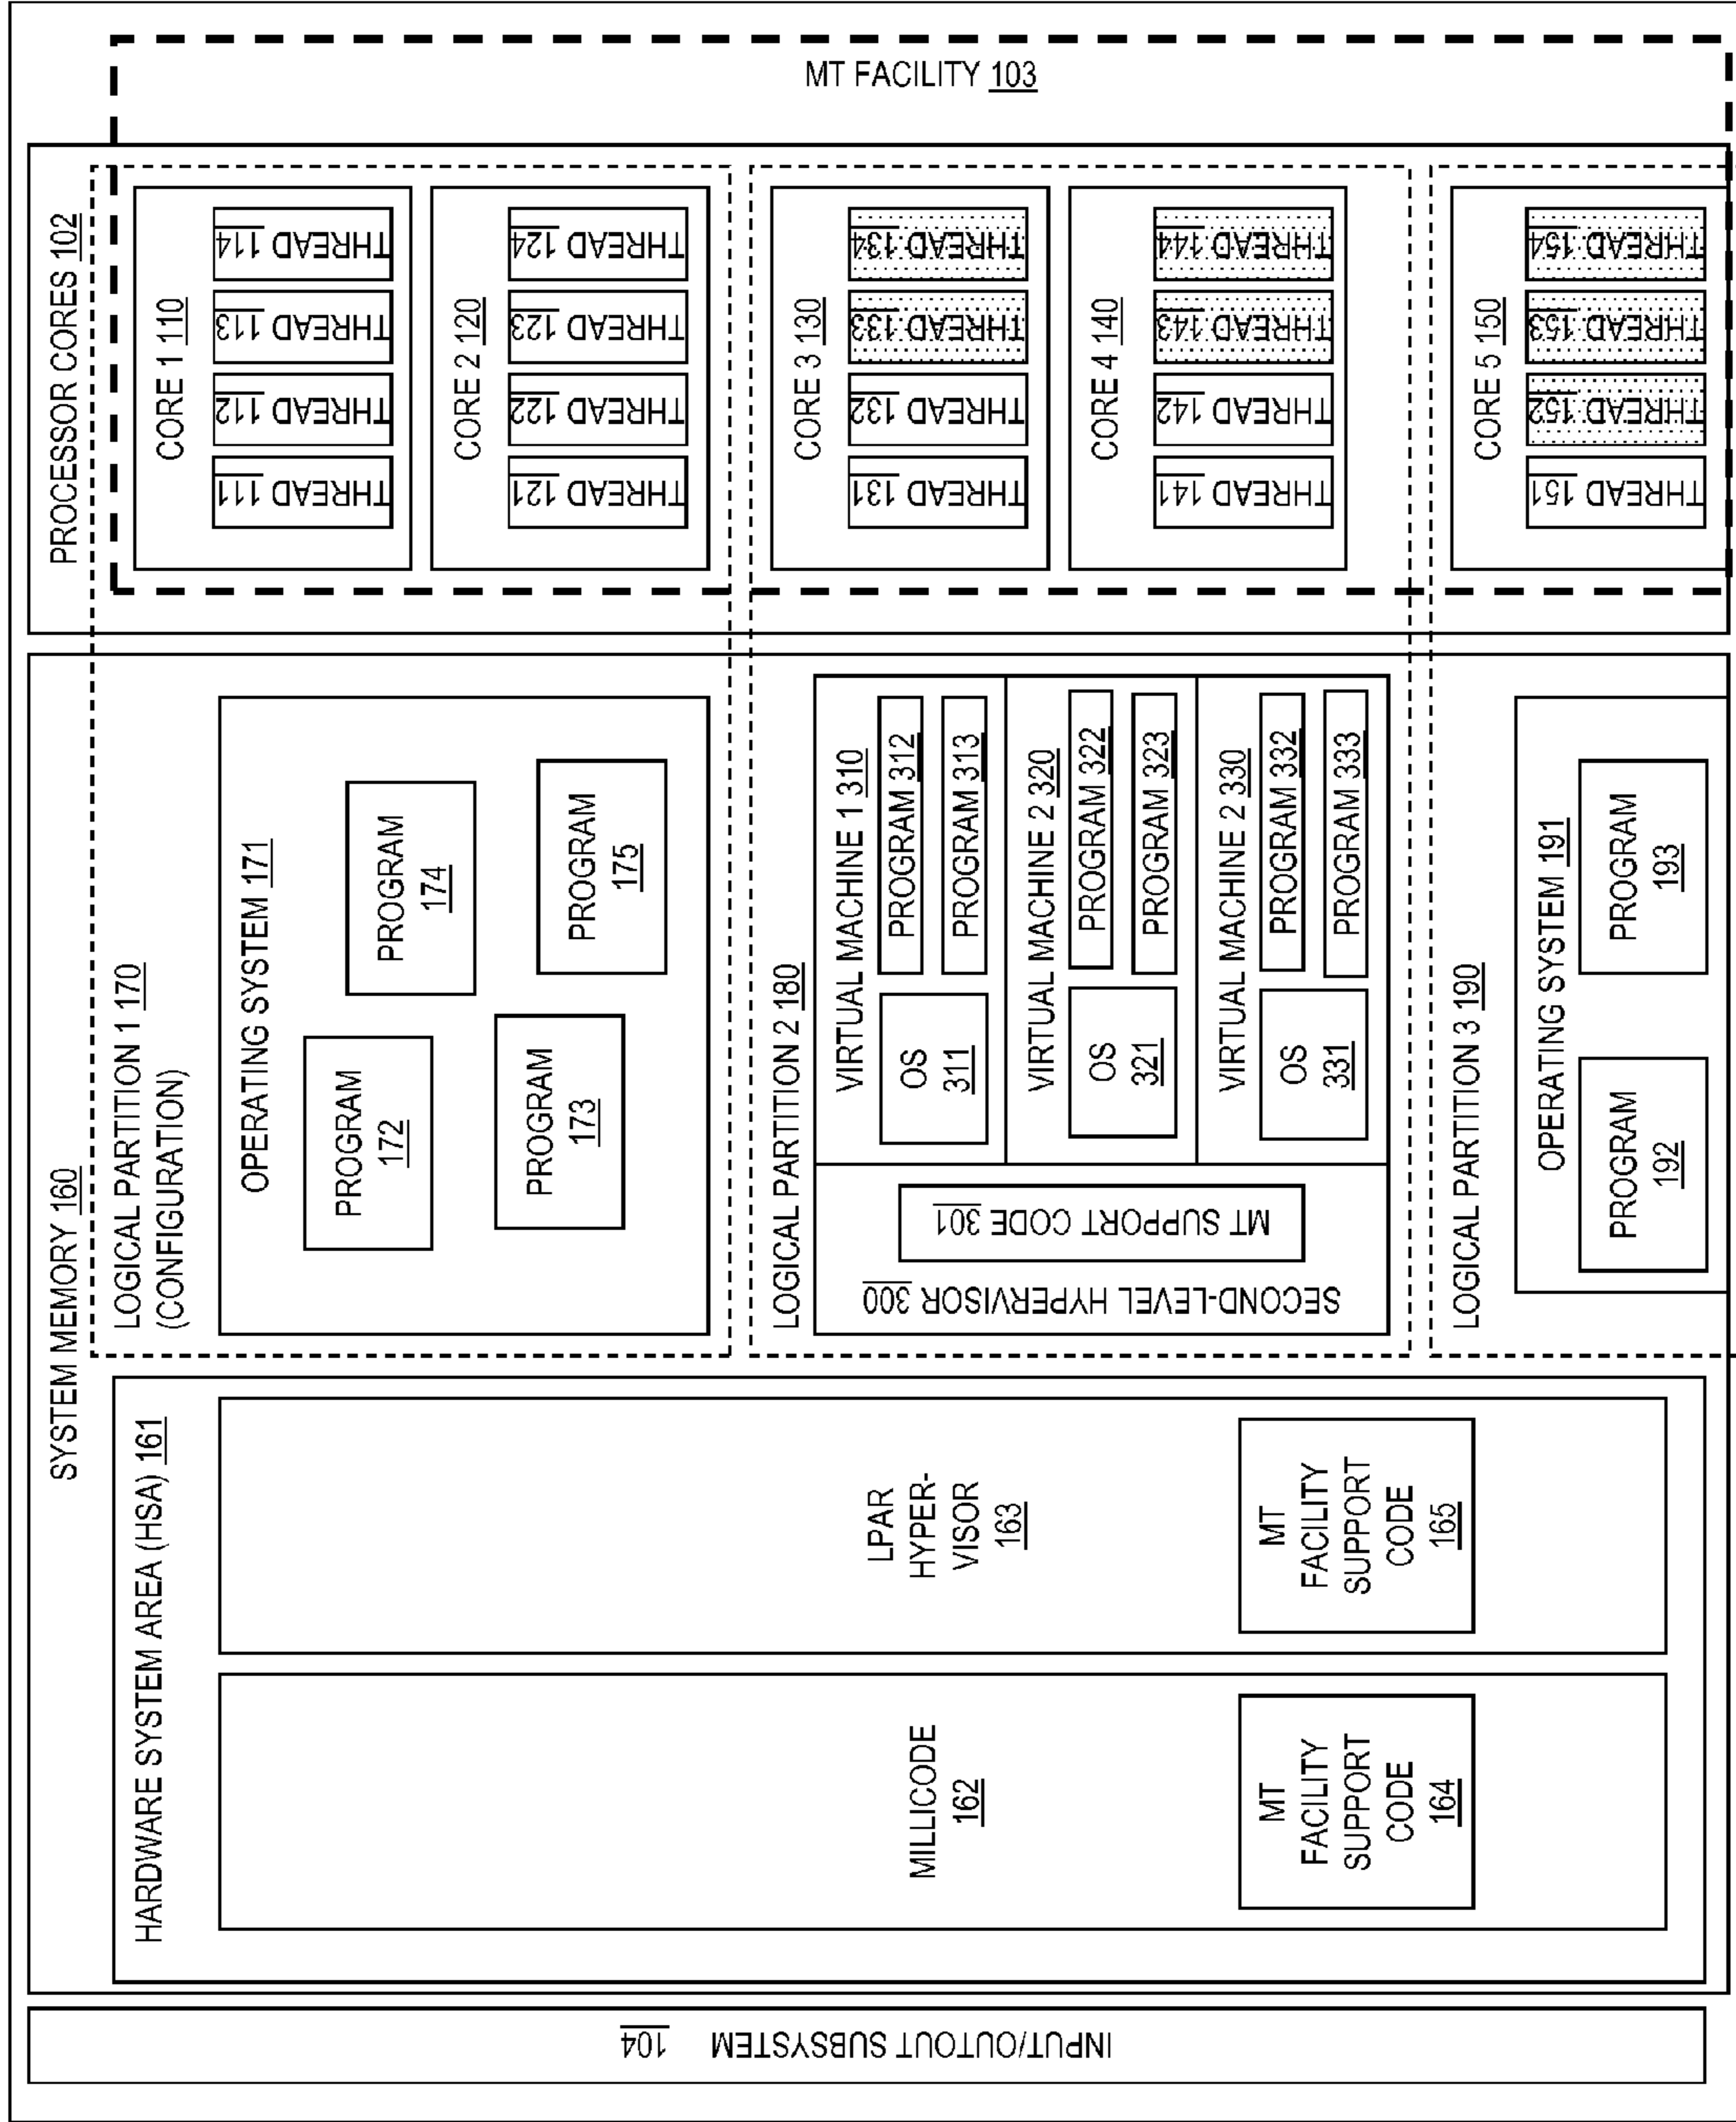 MT FACILITY 103
PROCESSOR CORES 102
CORE 1 110
THREAD 111
THREAD 112
THREAD 113
THREAD 114
CORE 2 120
THREAD 121
THREAD 122
THREAD 123
THREAD 124
CORE 3 130
THREAD 131
THREAD 132
THREAD 133
THREAD 134
CORE 4 140
THREAD 141
THREAD 142
THREAD 143
THREAD 144
CORE 5 150
THREAD 151
THREAD 152
THREAD 153
THREAD 154
SYSTEM MEMORY 160
LOGICAL PARTITION 1 170
(CONFIGURATION)
OPERATING SYSTEM 171
PROGRAM
172
PROGRAM
173
PROGRAM
174
PROGRAM
175
LOGICAL PARTITION 2 180
SECOND-LEVEL HYPERVISOR 300
MT SUPPORT CODE 301
VIRTUAL MACHINE 1 310
OS
311
PROGRAM 312
PROGRAM 313
VIRTUAL MACHINE 2 320
OS
321
PROGRAM 322
PROGRAM 323
VIRTUAL MACHINE 2 330
OS
331
PROGRAM 332
PROGRAM 333
LOGICAL PARTITION 3 190
OPERATING SYSTEM 191
PROGRAM
192
PROGRAM
193
HARDWARE SYSTEM AREA (HSA) 161
LPAR
HYPER-
VISOR
163
MT
FACILITY
SUPPORT
CODE
165
MILLICODE
162
MT
FACILITY
SUPPORT
CODE
164
INPUT/OUTOUT SUBSYSTEM 104